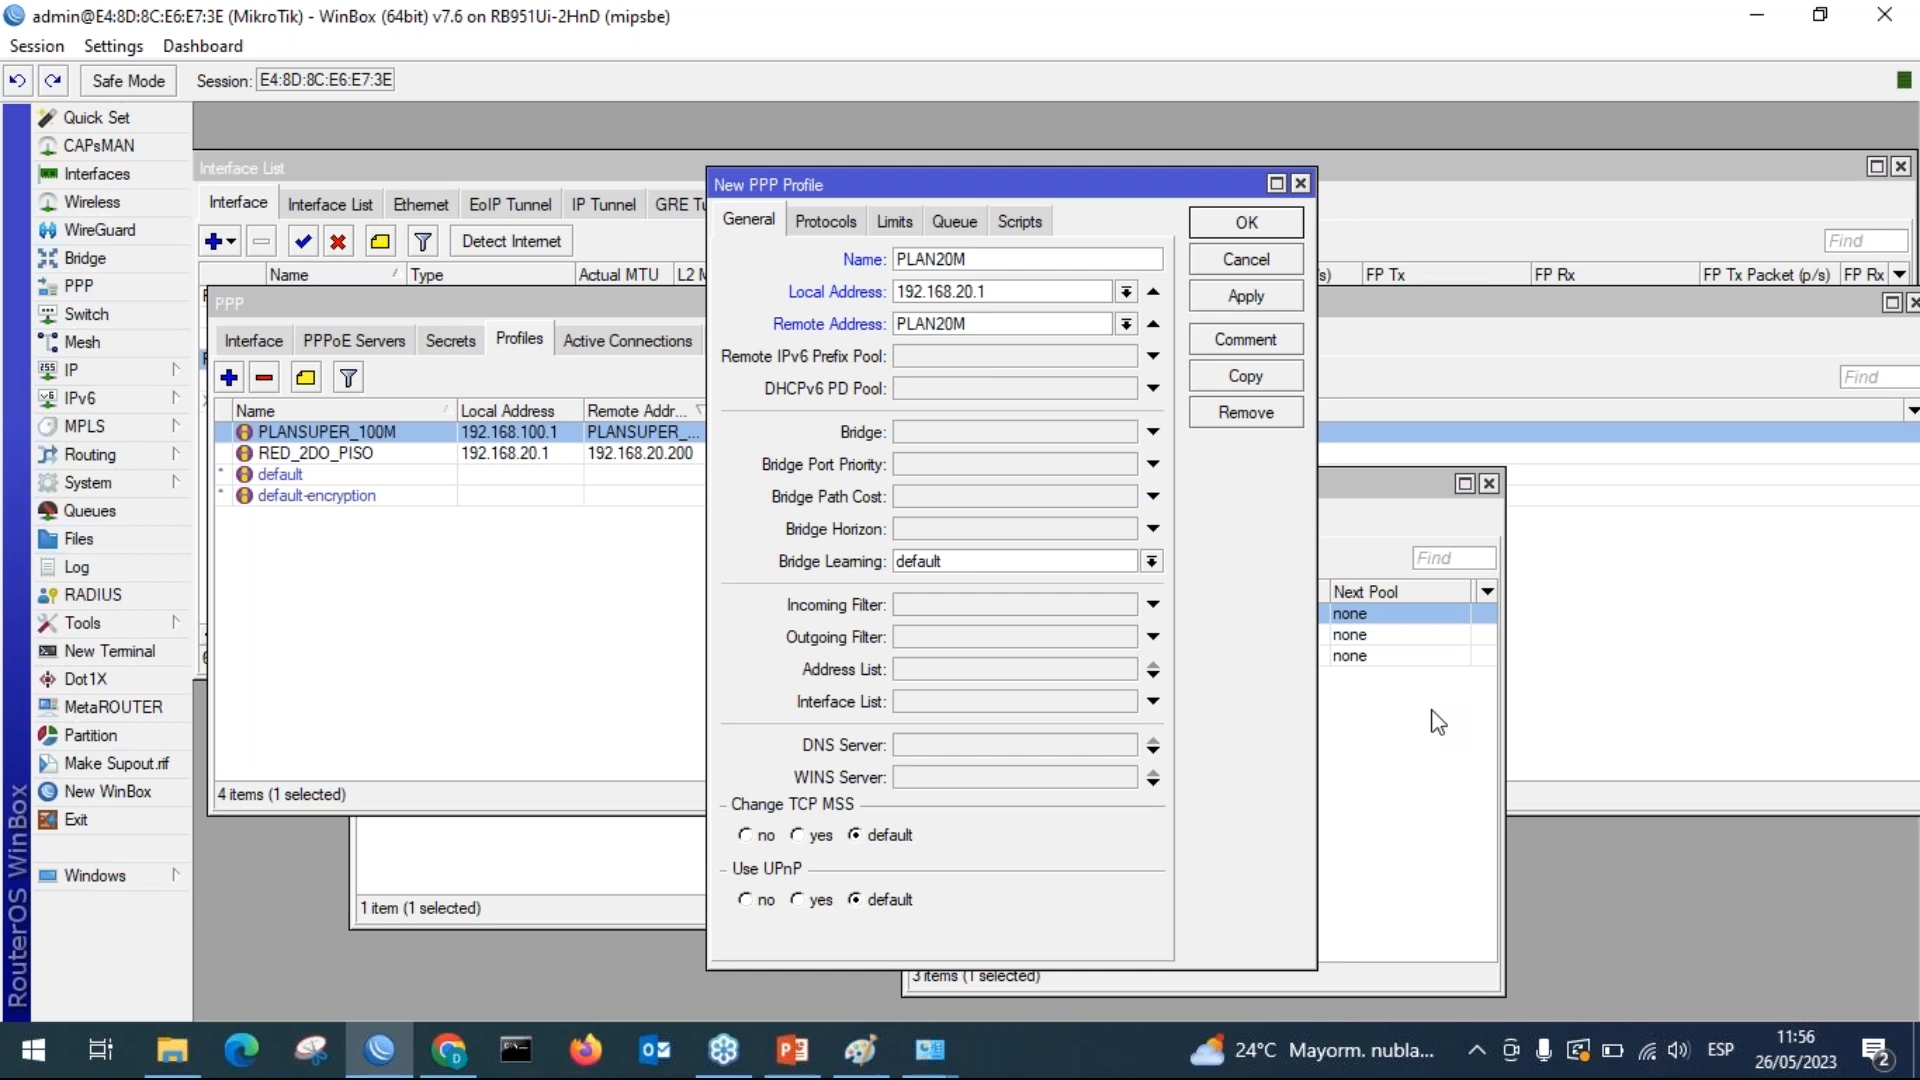 admin@E4:8D:8C:E6:E7:3E (MikroTik) - WinBox (64bit) v7.6 on RB951Ui-2HnD (mipsbe)
Session Settings Dashboard
Safe Mode Session: E4:8D:8C:E6:E7:3E
Quick Set
CAPsMAN
Interfaces
Wireless
WireGuard
Bridge
PPP
Switch
Mesh
IP
IPv6
MPLS
Routing
System
Queues
Files
Log
RADIUS
Tools
New Terminal
Dot1X
MetaROUTER
Partition
Make Supout.rif
New WinBox
Exit
Windows
RouterOS WinBox
Interface List
Interface Interface List Ethernet EoIP Tunnel IP Tunnel GRE Tu
Detect Internet
Find
Name Type Actual MTU L2 M
s) FP Tx FP Rx FP Tx Packet (p/s) FP Rx
PPP
Interface PPPoE Servers Secrets Profiles Active Connections
Find
Name Local Address Remote Addr...
PLANSUPER_100M 192.168.100.1 PLANSUPER_...
RED_2DO_PISO 192.168.20.1 192.168.20.200
* default
* default-encryption
4 items (1 selected)
1 item (1 selected)
New PPP Profile
General Protocols Limits Queue Scripts
Name: PLAN20M
Local Address: 192.168.20.1
Remote Address: PLAN20M
Remote IPv6 Prefix Pool:
DHCPv6 PD Pool:
Bridge:
Bridge Port Priority:
Bridge Path Cost:
Bridge Horizon:
Bridge Learning: default
Incoming Filter:
Outgoing Filter:
Address List:
Interface List:
DNS Server:
WINS Server:
Change TCP MSS
no yes default
Use UPnP
no yes default
OK
Cancel
Apply
Comment
Copy
Remove
Find
Next Pool
none
none
none
3 items (1 selected)
24°C Mayorm. nubla...
ESP
11:56
26/05/2023
2